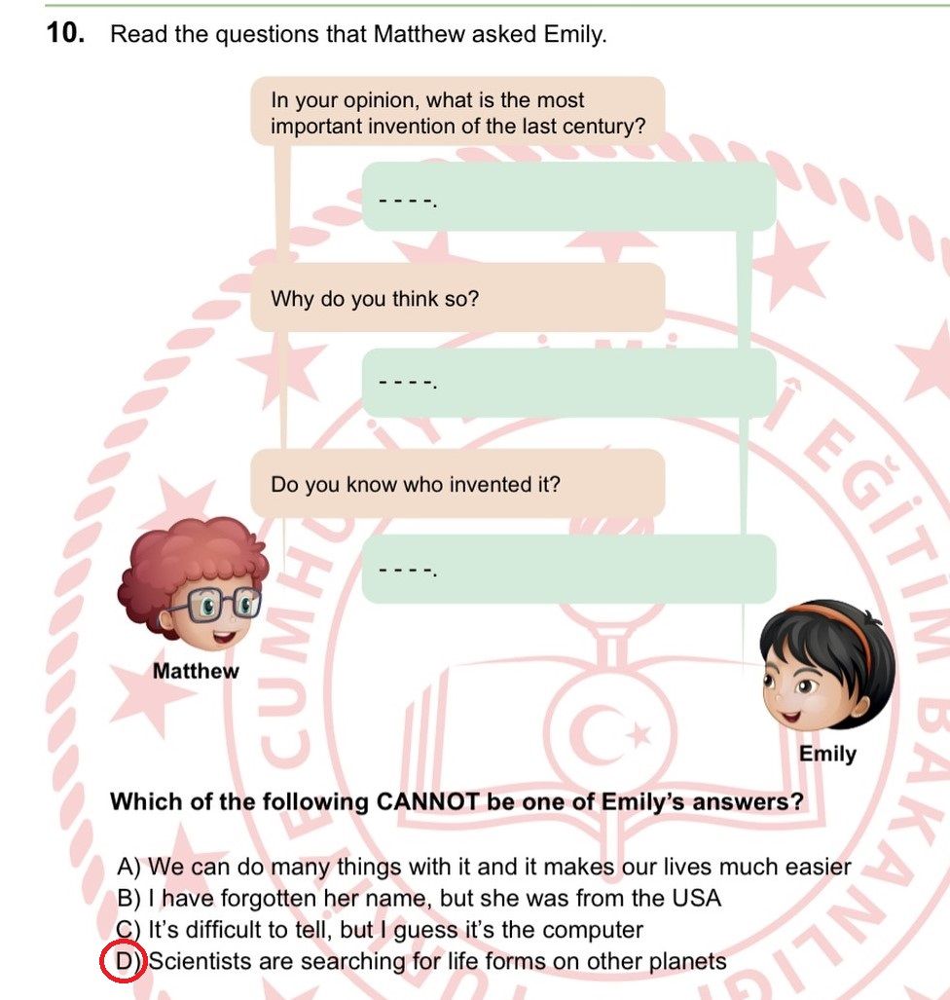 10. Read the questions that Matthew asked Emily.
In your opinion, what is the most
important invention of the last century?
- - - -.
Why do you think so?
- - - -.
Do you know who invented it?
- - - -.
Matthew
Emily
Which of the following CANNOT be one of Emily's answers?
A) We can do many things with it and it makes our lives much easier
B) I have forgotten her name, but she was from the USA
C) It's difficult to tell, but I guess it's the computer
D) Scientists are searching for life forms on other planets